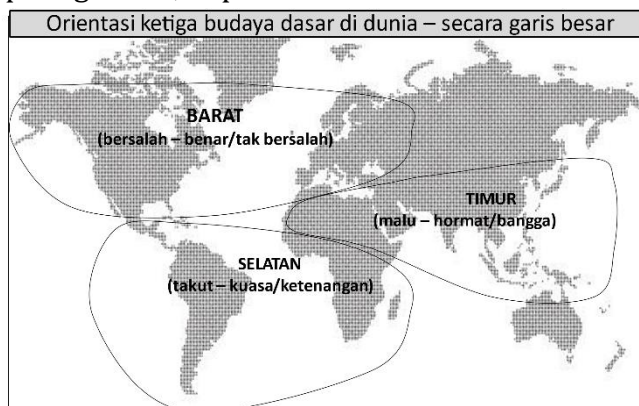 Orientasi ketiga budaya dasar di dunia – secara garis besar
BARAT
(bersalah – benar/tak bersalah)
TIMUR
(malu – hormat/bangga)
SELATAN
(takut – kuasa/ketenangan)